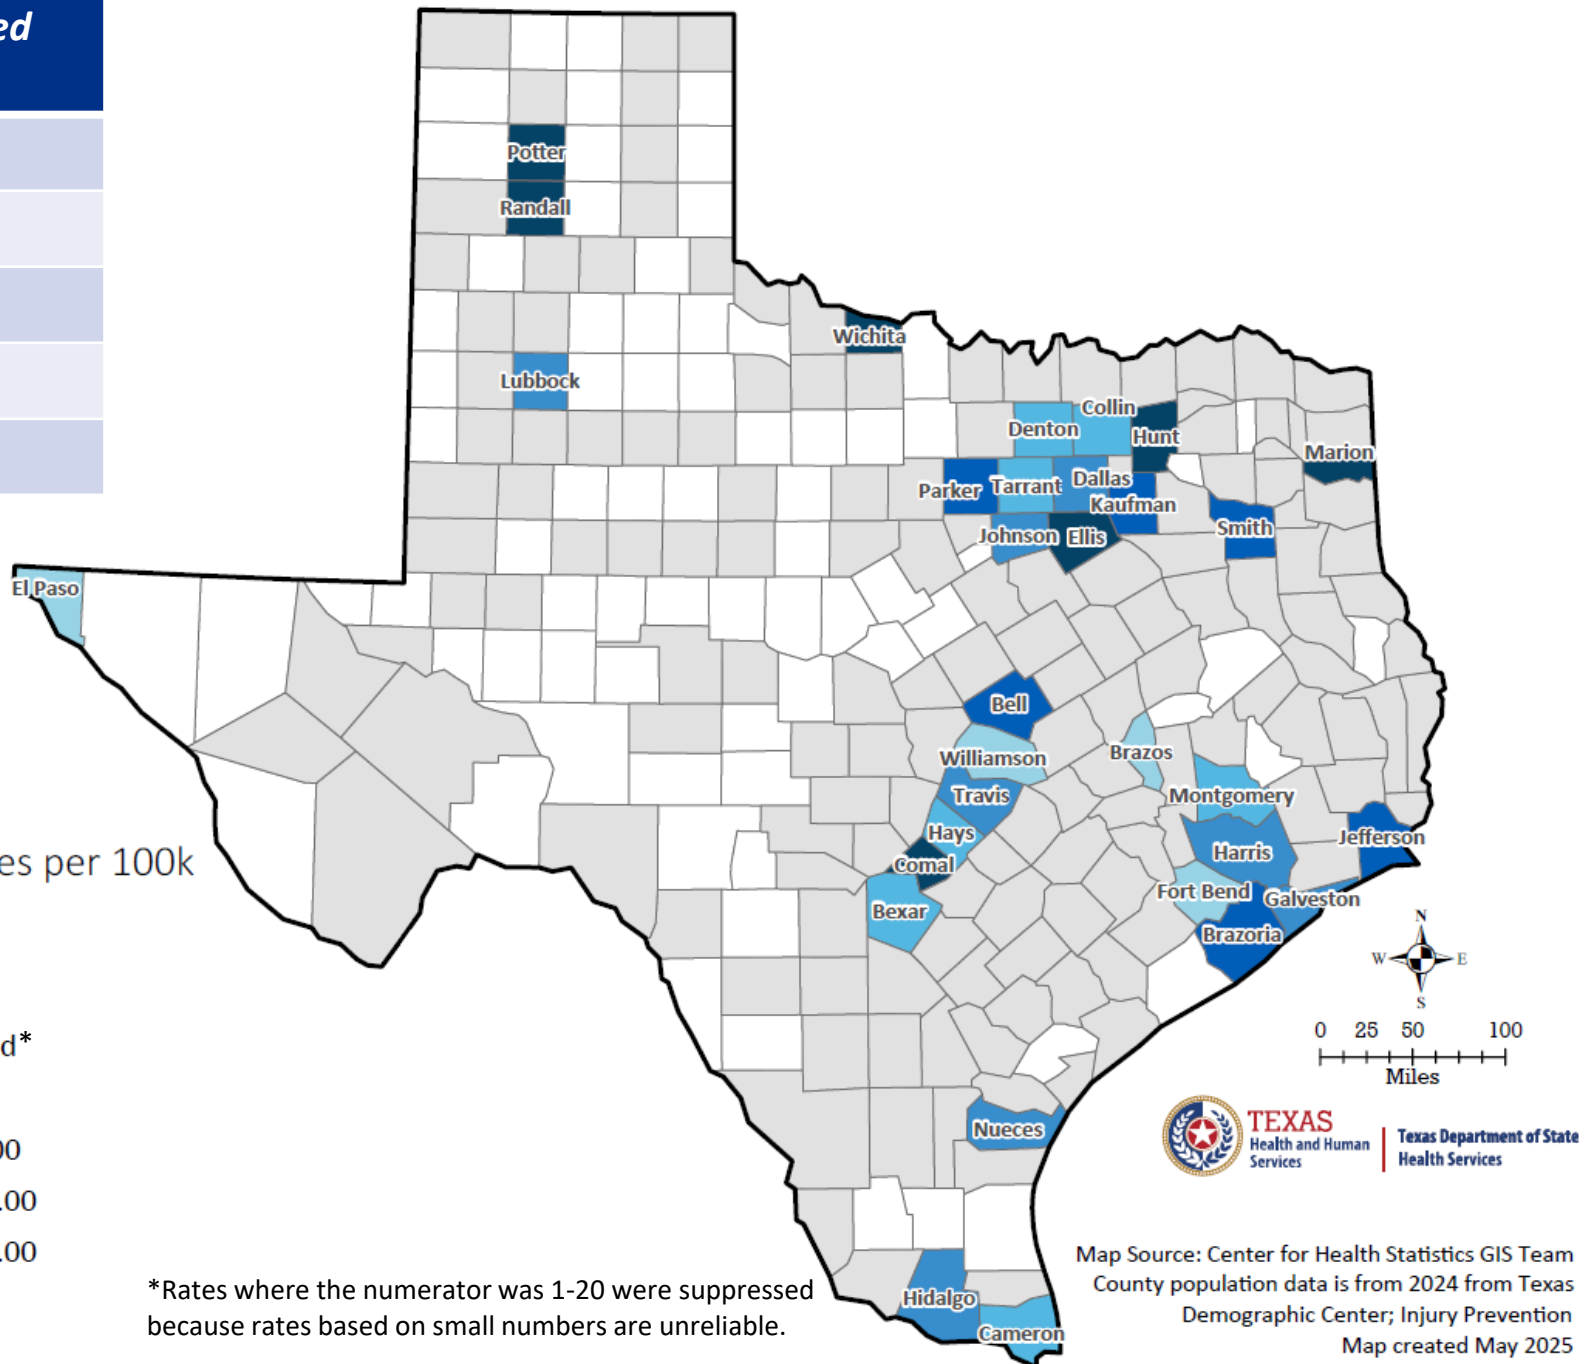 ed
Potter
Randall
Wichita
Lubbock
Collin
Denton
Hunt
Marion
Parker
Tarrant
Dallas
Kaufman
Smith
Johnson
Ellis
El Paso
Bell
Williamson
Brazos
Travis
Montgomery
Hays
Jefferson
Harris
Comal
es per 100k
Fort Bend
Galveston
Bexar
Brazoria
N
W
E
S
d*
0 25 50 100
Miles
Nueces
TEXAS
Health and Human
Services
Texas Department of State
Health Services
00
.00
.00
Map Source: Center for Health Statistics GIS Team
County population data is from 2024 from Texas
Demographic Center; Injury Prevention
Map created May 2025
*Rates where the numerator was 1-20 were suppressed
because rates based on small numbers are unreliable.
Hidalgo
Cameron